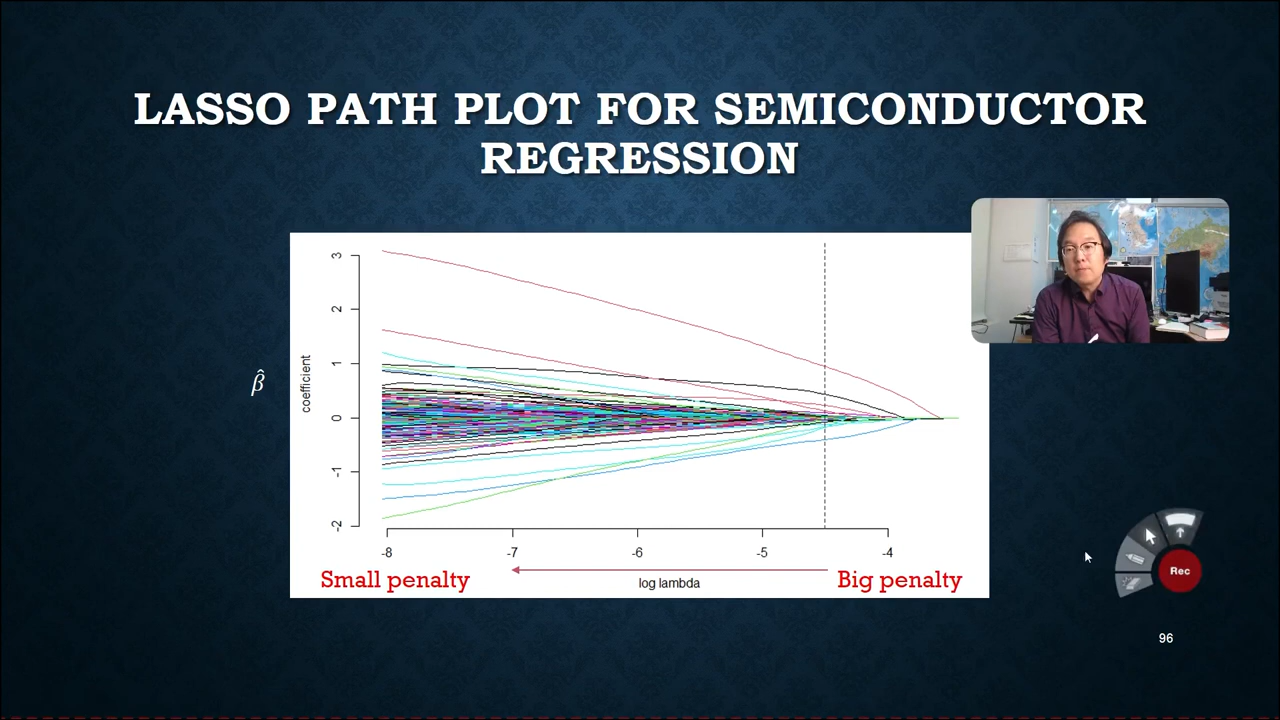 LASSO PATH PLOT FOR SEMICONDUCTOR
REGRESSION
3
2
1
0
-1
-2
coefficient
β̂
-8 -7 -6 -5 -4
Small penalty
log lambda
Big penalty
Rec
96